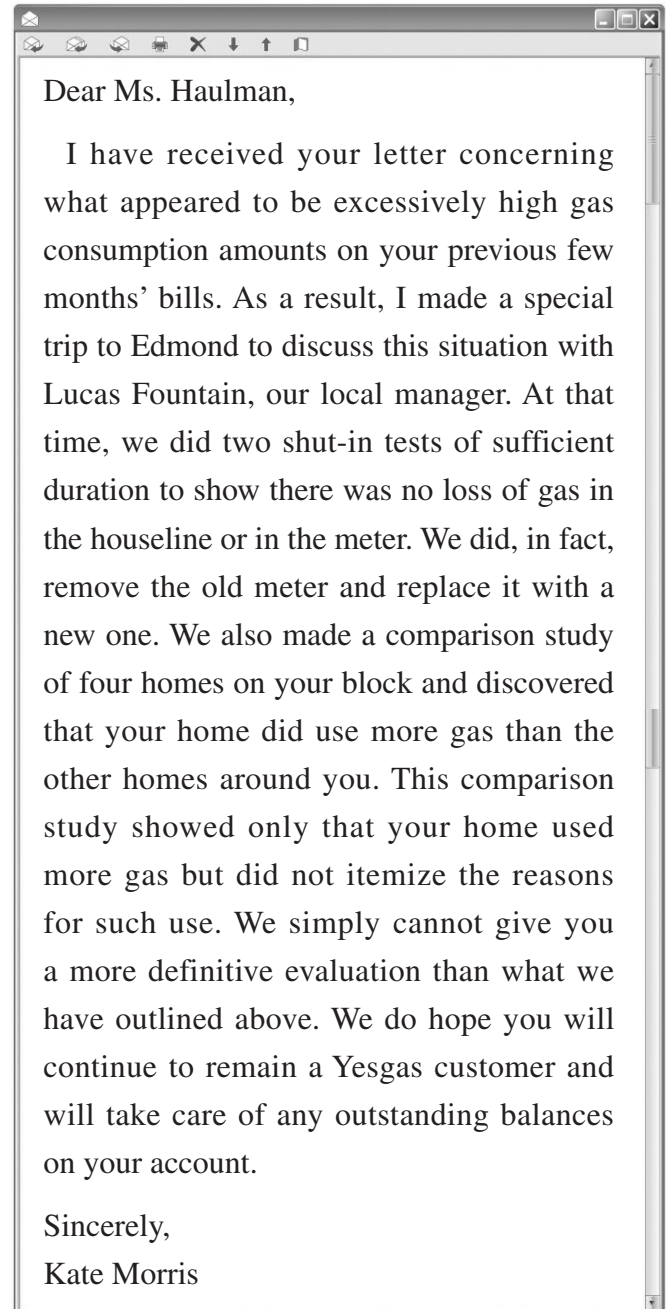 Dear Ms. Haulman,
I have received your letter concerning
what appeared to be excessively high gas
consumption amounts on your previous few
months’ bills. As a result, I made a special
trip to Edmond to discuss this situation with
Lucas Fountain, our local manager. At that
time, we did two shut-in tests of sufficient
duration to show there was no loss of gas in
the houseline or in the meter. We did, in fact,
remove the old meter and replace it with a
new one. We also made a comparison study
of four homes on your block and discovered
that your home did use more gas than the
other homes around you. This comparison
study showed only that your home used
more gas but did not itemize the reasons
for such use. We simply cannot give you
a more definitive evaluation than what we
have outlined above. We do hope you will
continue to remain a Yesgas customer and
will take care of any outstanding balances
on your account.
Sincerely,
Kate Morris